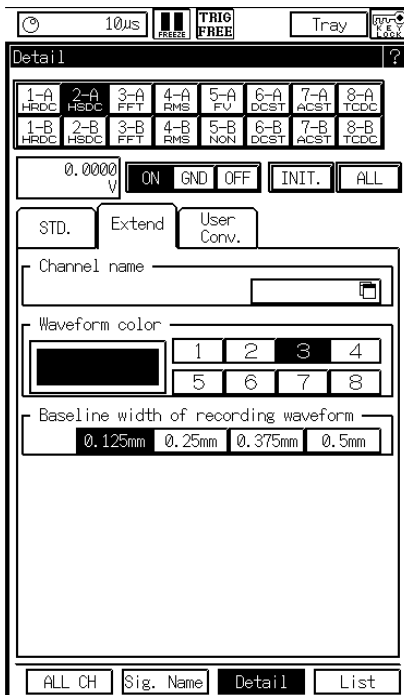 10µs FREEZE TRIG FREE Tray KEY LOCK
Detail ?
1-A 2-A 3-A 4-A 5-A 6-A 7-A 8-A
HRDC HSDC FFT RMS FV DCST ACST TCDC
1-B 2-B 3-B 4-B 5-B 6-B 7-B 8-B
HRDC HSDC FFT RMS NON DCST ACST TCDC
0.0000 V ON GND OFF INIT. ALL
STD. Extend User Conv.
Channel name
Waveform color
1 2 3 4
5 6 7 8
Baseline width of recording waveform
0.125mm 0.25mm 0.375mm 0.5mm
ALL CH Sig. Name Detail List